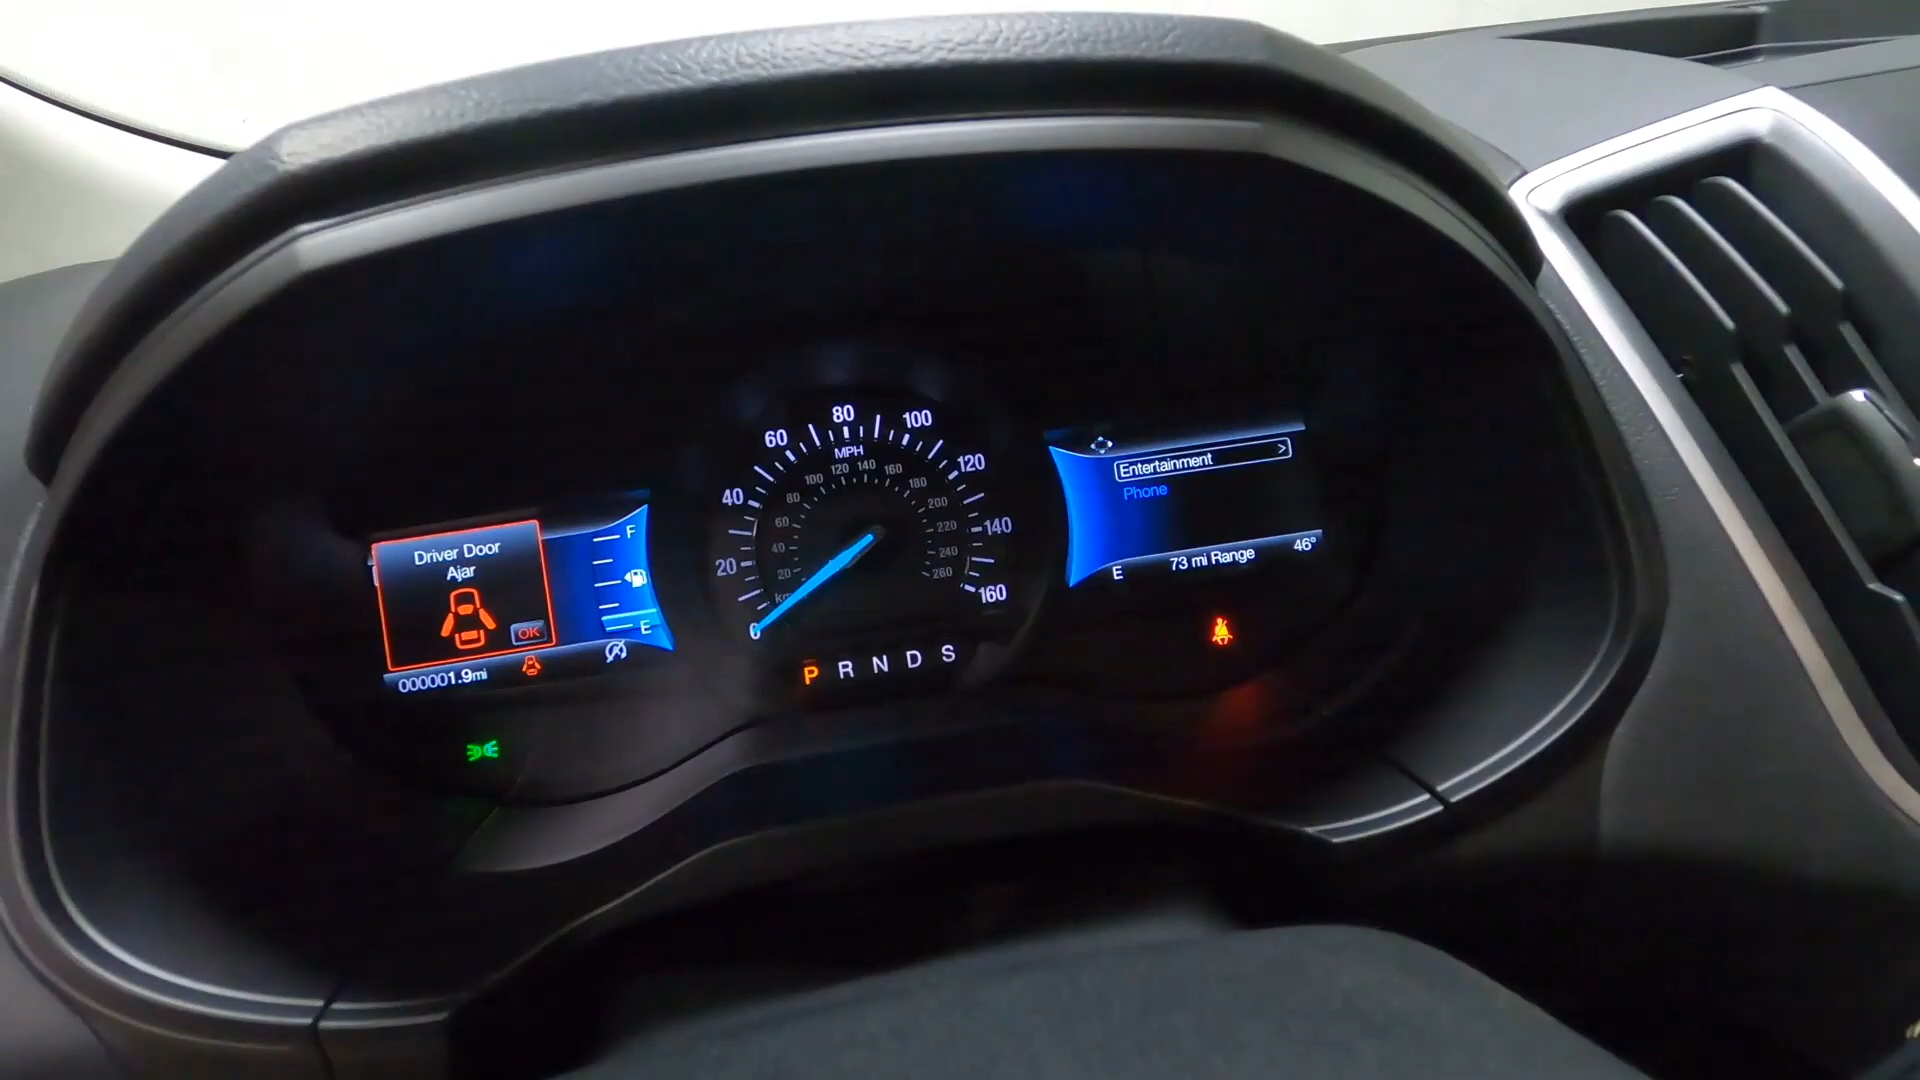 Driver Door
Ajar
OK
000001.9mi
F
E
0
20
40
60
80
100
120
140
160
MPH
km
20
40
60
80
100
120
140
160
180
200
220
240
260
P R N D S
Entertainment >
Phone
E
73 mi Range
46°